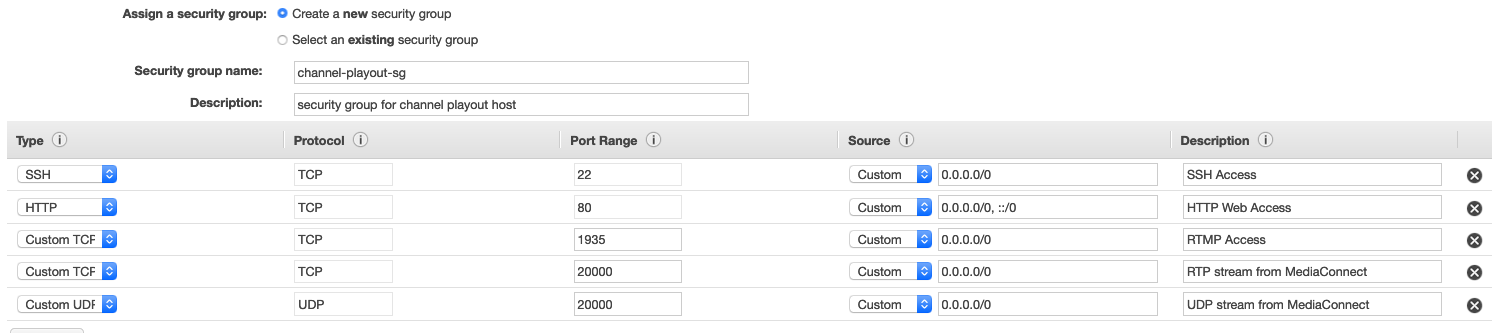 Assign a security group: Create a new security group
Select an existing security group
Security group name: channel-playout-sg
Description: security group for channel playout host
Type Protocol Port Range Source Description
SSH TCP 22 Custom 0.0.0.0/0 SSH Access
HTTP TCP 80 Custom 0.0.0.0/0, ::/0 HTTP Web Access
Custom TCP TCP 1935 Custom 0.0.0.0/0 RTMP Access
Custom TCP TCP 20000 Custom 0.0.0.0/0 RTP stream from MediaConnect
Custom UDP UDP 20000 Custom 0.0.0.0/0 UDP stream from MediaConnect